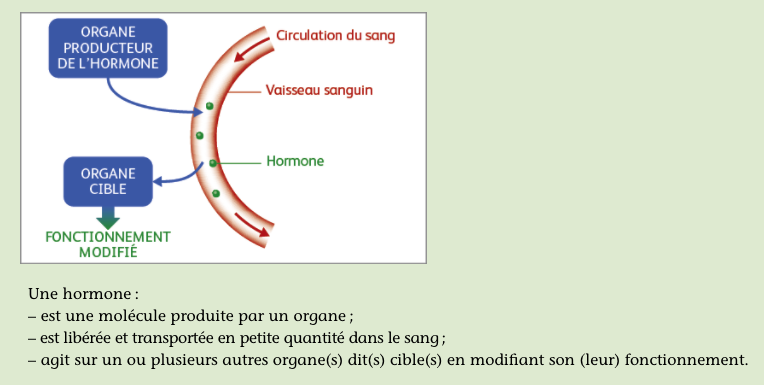 ORGANE
PRODUCTEUR
DE L'HORMONE
Circulation du sang
Vaisseau sanguin
Hormone
ORGANE
CIBLE
FONCTIONNEMENT
MODIFIÉ
Une hormone :
– est une molécule produite par un organe ;
– est libérée et transportée en petite quantité dans le sang ;
– agit sur un ou plusieurs autres organe(s) dit(s) cible(s) en modifiant son (leur) fonctionnement.